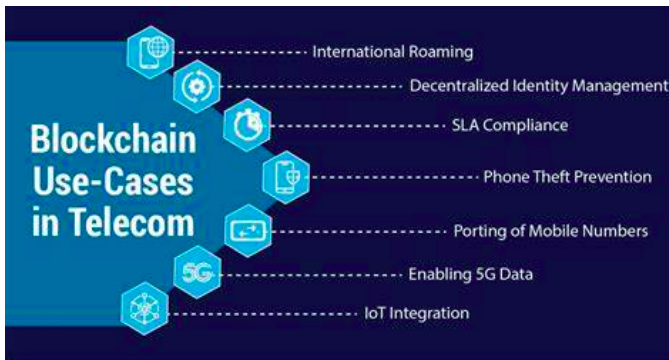 Blockchain
Use-Cases
in Telecom
International Roaming
Decentralized Identity Management
SLA Compliance
Phone Theft Prevention
Porting of Mobile Numbers
5G
Enabling 5G Data
IoT Integration